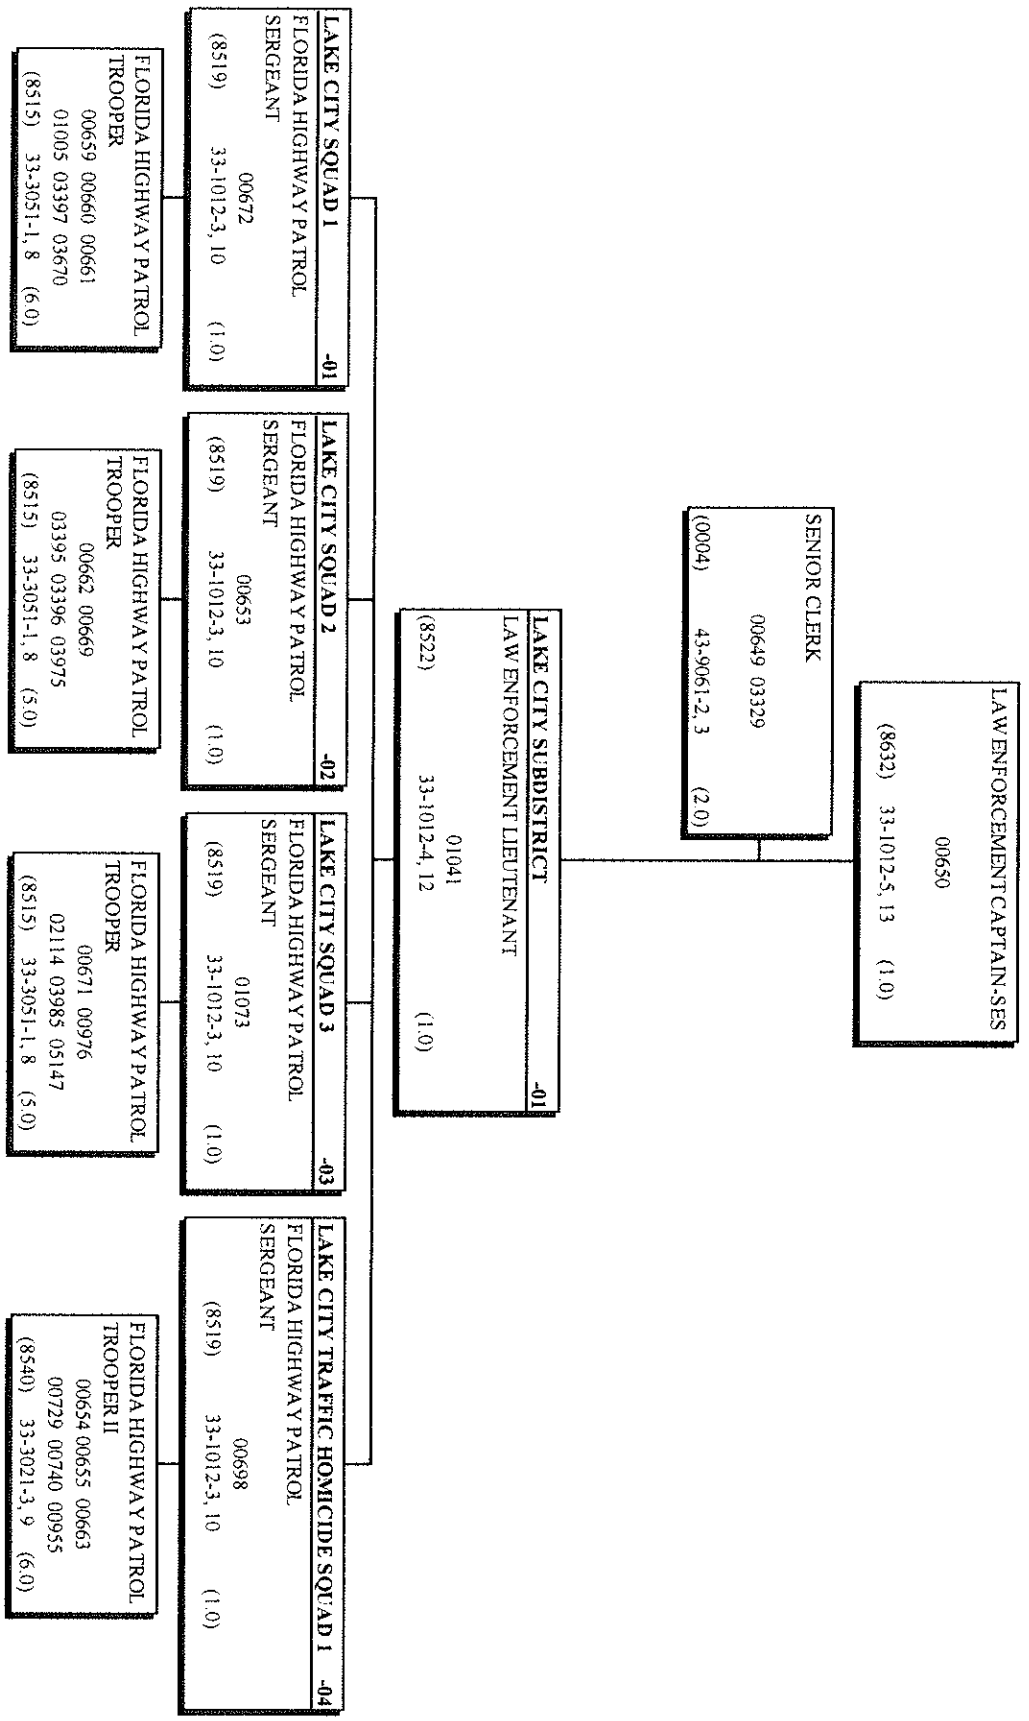 LAW ENFORCEMENT CAPTAIN-SES
00650
(8632) 33-1012-5, 13 (1.0)
SENIOR CLERK
00649 03329
(0004) 43-9061-2, 3 (2.0)
LAKE CITY SUBDISTRICT -01
LAW ENFORCEMENT LIEUTENANT
01041
(8522) 33-1012-4, 12 (1.0)
LAKE CITY SQUAD 1 -01
FLORIDA HIGHWAY PATROL
SERGEANT
00672
(8519) 33-1012-3, 10 (1.0)
LAKE CITY SQUAD 2 -02
FLORIDA HIGHWAY PATROL
SERGEANT
00653
(8519) 33-1012-3, 10 (1.0)
LAKE CITY SQUAD 3 -03
FLORIDA HIGHWAY PATROL
SERGEANT
01073
(8519) 33-1012-3, 10 (1.0)
LAKE CITY TRAFFIC HOMICIDE SQUAD 1 -04
FLORIDA HIGHWAY PATROL
SERGEANT
00698
(8519) 33-1012-3, 10 (1.0)
FLORIDA HIGHWAY PATROL
TROOPER
00659 00660 00661
01005 03397 03670
(8515) 33-3051-1, 8 (6.0)
FLORIDA HIGHWAY PATROL
TROOPER
00662 00669
03395 03396 03975
(8515) 33-3051-1, 8 (5.0)
FLORIDA HIGHWAY PATROL
TROOPER
00671 00976
02114 03985 05147
(8515) 33-3051-1, 8 (5.0)
FLORIDA HIGHWAY PATROL
TROOPER II
00654 00655 00663
00729 00740 00955
(8540) 33-3021-3, 9 (6.0)